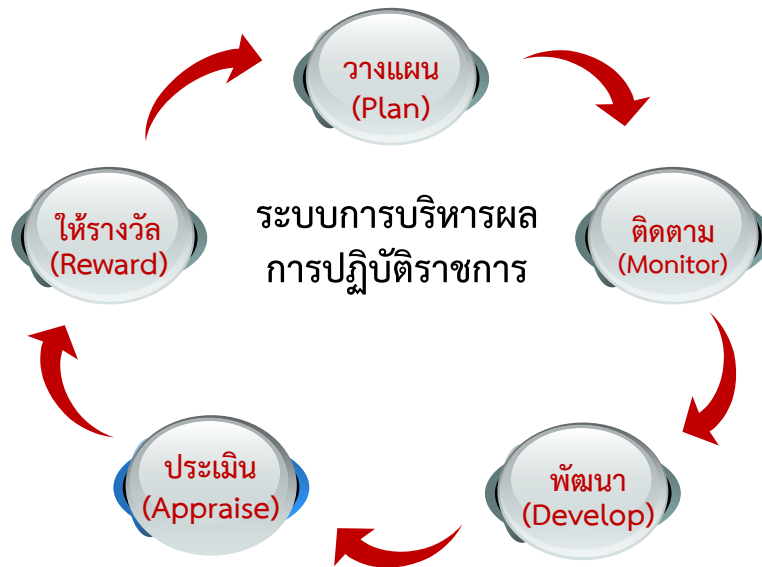 วางแผน
(Plan)
ระบบการบริหารผล
การปฏิบัติราชการ
ให้รางวัล
(Reward)
ติดตาม
(Monitor)
ประเมิน
(Appraise)
พัฒนา
(Develop)